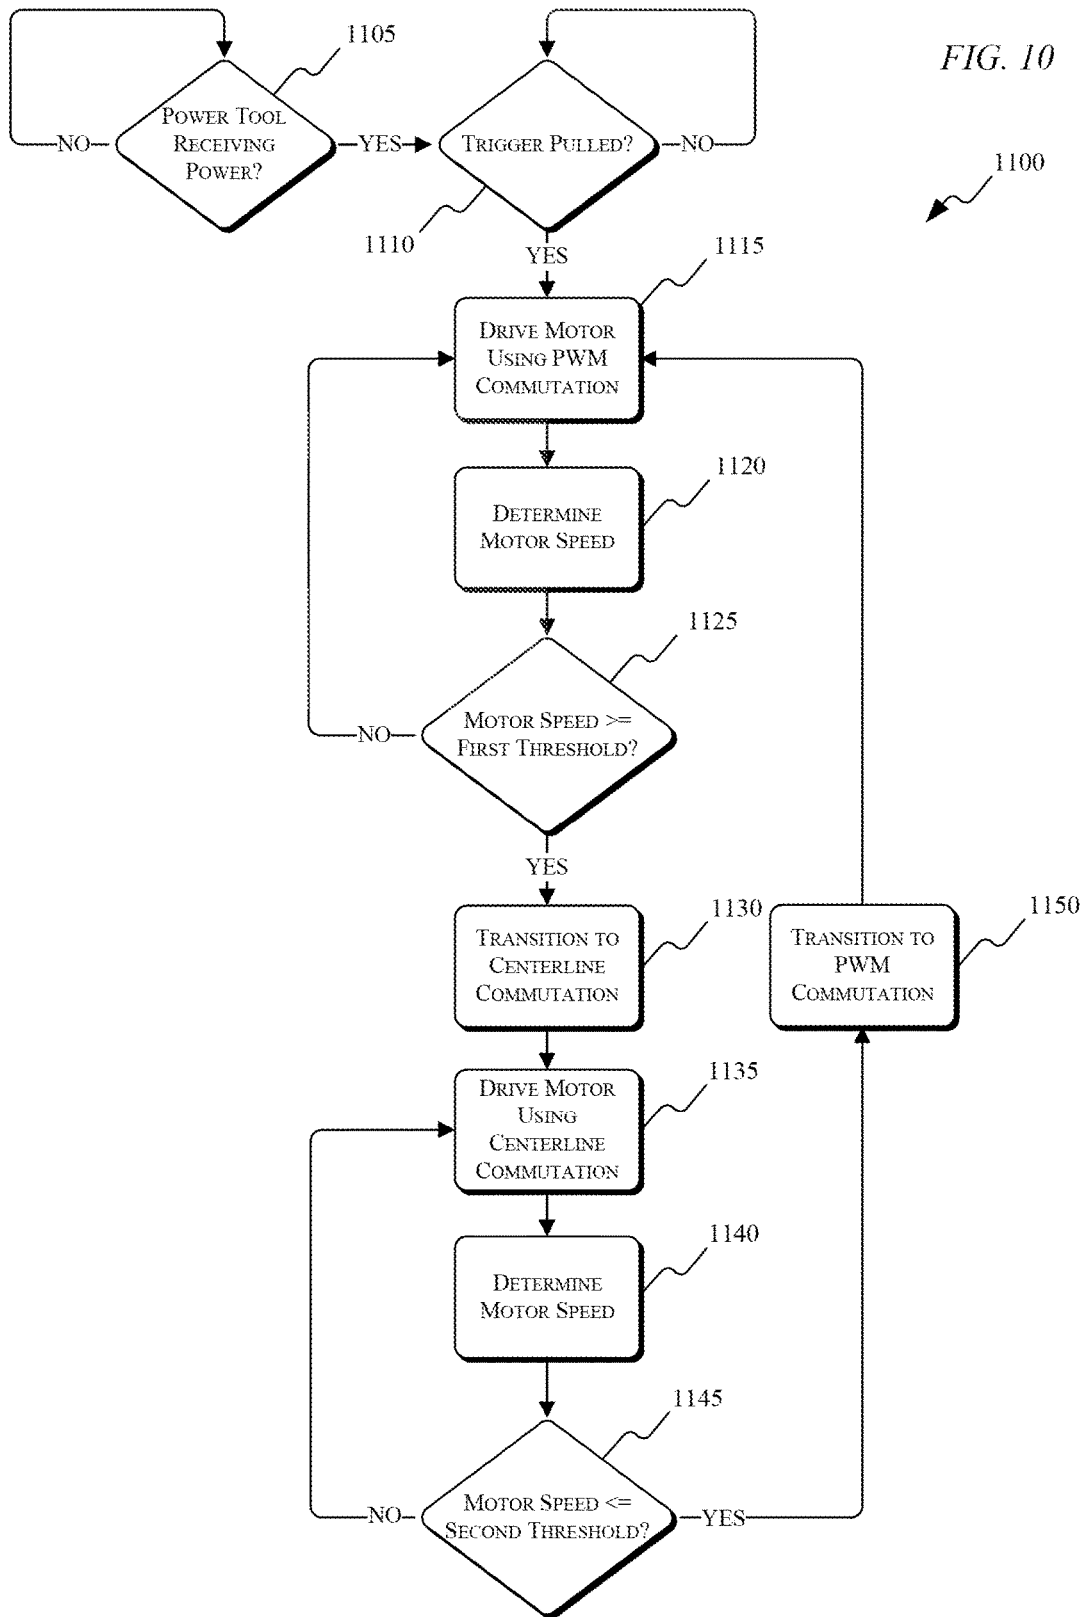 FIG. 10
1100
1105
POWER TOOL
RECEIVING
POWER?
NO
YES
TRIGGER PULLED?
NO
1110
YES
1115
DRIVE MOTOR
USING PWM
COMMUTATION
1120
DETERMINE
MOTOR SPEED
1125
MOTOR SPEED >=
FIRST THRESHOLD?
NO
YES
1130
TRANSITION TO
CENTERLINE
COMMUTATION
1150
TRANSITION TO
PWM
COMMUTATION
1135
DRIVE MOTOR
USING
CENTERLINE
COMMUTATION
1140
DETERMINE
MOTOR SPEED
1145
MOTOR SPEED <=
SECOND THRESHOLD?
NO
YES